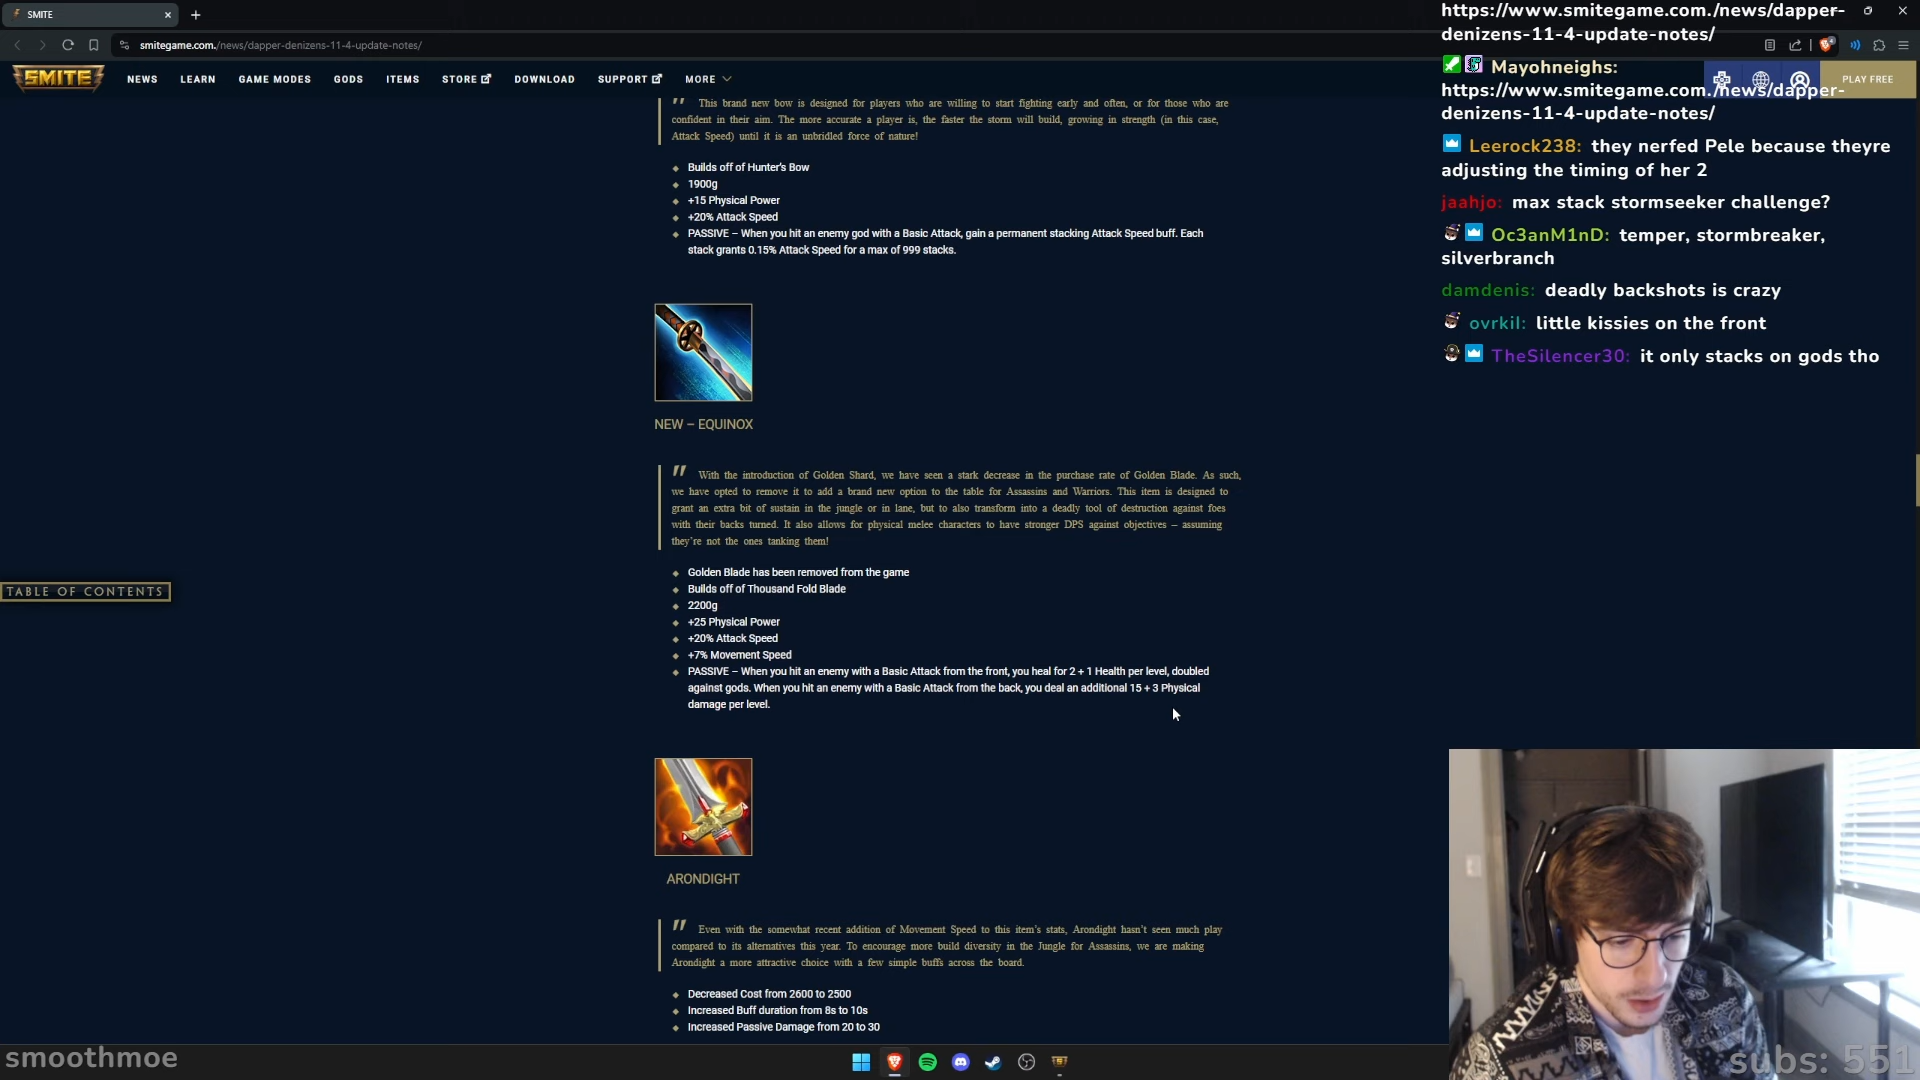 SMITE
smitegame.com./news/dapper-denizens-11-4-update-notes/
SMITE
NEWS
LEARN
GAME MODES
GODS
ITEMS
STORE
DOWNLOAD
SUPPORT
MORE
PLAY FREE
" This brand new bow is designed for players who are willing to start fighting early and often, or for those who are
confident in their aim. The more accurate a player is, the faster the storm will build, growing in strength (in this case,
Attack Speed) until it is an unbridled force of nature!
Builds off of Hunter's Bow
1900g
+15 Physical Power
+20% Attack Speed
PASSIVE – When you hit an enemy god with a Basic Attack, gain a permanent stacking Attack Speed buff. Each
stack grants 0.15% Attack Speed for a max of 999 stacks.
NEW – EQUINOX
" With the introduction of Golden Shard, we have seen a stark decrease in the purchase rate of Golden Blade. As such,
we have opted to remove it to add a brand new option to the table for Assassins and Warriors. This item is designed to
grant an extra bit of sustain in the jungle or in lane, but to also transform into a deadly tool of destruction against foes
with their backs turned. It also allows for physical melee characters to have stronger DPS against objectives – assuming
they're not the ones tanking them!
Golden Blade has been removed from the game
Builds off of Thousand Fold Blade
2200g
+25 Physical Power
+20% Attack Speed
+7% Movement Speed
PASSIVE – When you hit an enemy with a Basic Attack from the front, you heal for 2 + 1 Health per level, doubled
against gods. When you hit an enemy with a Basic Attack from the back, you deal an additional 15 + 3 Physical
damage per level.
TABLE OF CONTENTS
ARONDIGHT
" Even with the somewhat recent addition of Movement Speed to this item's stats, Arondight hasn't seen much play
compared to its alternatives this year. To encourage more build diversity in the Jungle for Assassins, we are making
Arondight a more attractive choice with a few simple buffs across the board.
Decreased Cost from 2600 to 2500
Increased Buff duration from 8s to 10s
Increased Passive Damage from 20 to 30
https://www.smitegame.com./news/dapper-
denizens-11-4-update-notes/
Mayohneighs:
https://www.smitegame.com./news/dapper-
denizens-11-4-update-notes/
Leerock238: they nerfed Pele because theyre
adjusting the timing of her 2
jaahjo: max stack stormseeker challenge?
Oc3anM1nD: temper, stormbreaker,
silverbranch
damdenis: deadly backshots is crazy
ovrkil: little kissies on the front
TheSilencer30: it only stacks on gods tho
smoothmoe
subs: 551